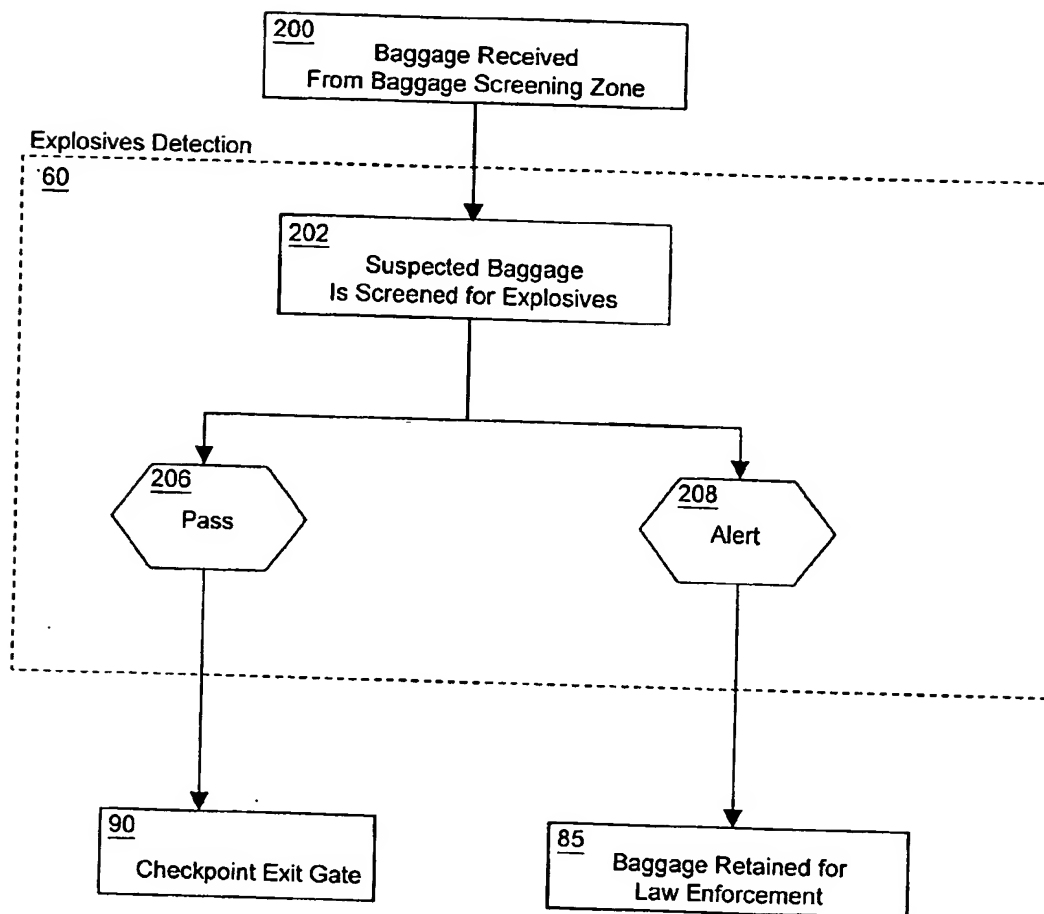 200
Baggage Received
From Baggage Screening Zone
Explosives Detection
60
202
Suspected Baggage
Is Screened for Explosives
206
Pass
208
Alert
90
Checkpoint Exit Gate
85
Baggage Retained for
Law Enforcement